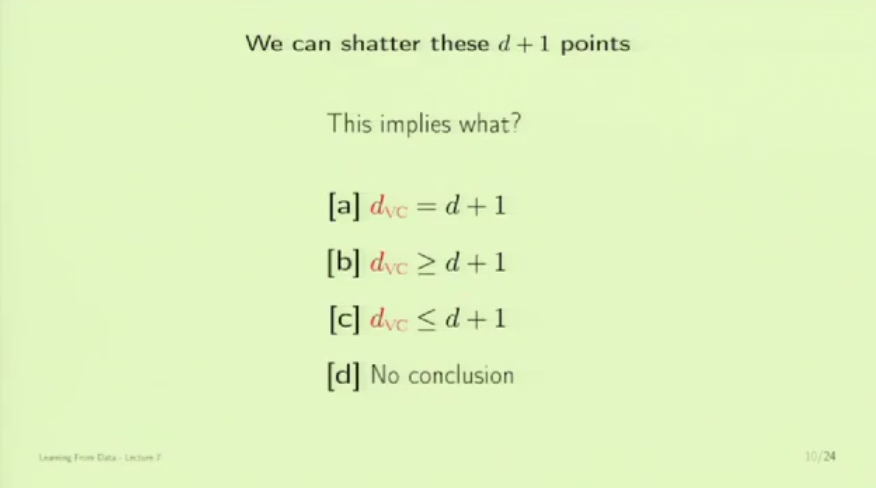 We can shatter these d + 1 points
This implies what?
[a] dVC = d + 1
[b] dVC ≥ d + 1
[c] dVC ≤ d + 1
[d] No conclusion
Learning From Data - Lecture 7
10/24